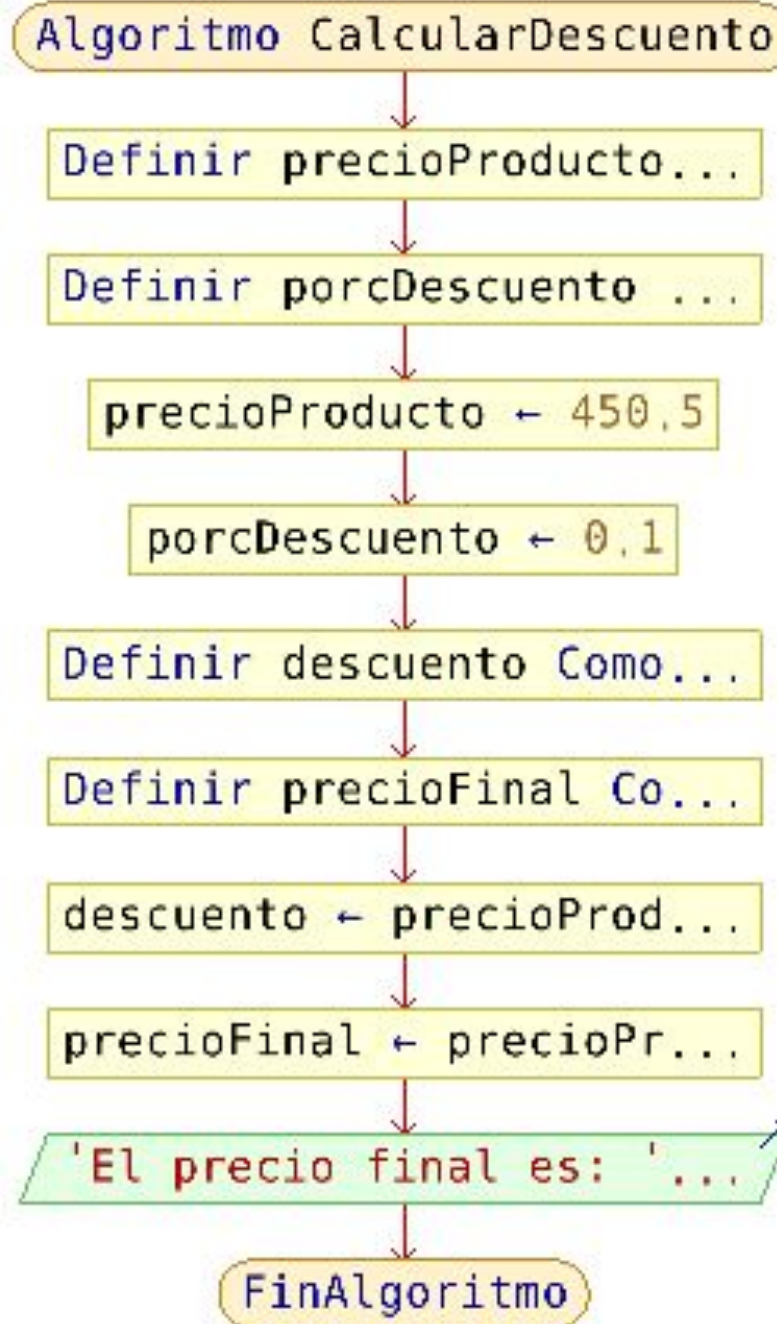 Algoritmo CalcularDescuento
Definir precioProducto...
Definir porcDescuento ...
precioProducto ← 450.5
porcDescuento ← 0.1
Definir descuento Como...
Definir precioFinal Co...
descuento ← precioProd...
precioFinal ← precioPr...
'El precio final es: '...
FinAlgoritmo